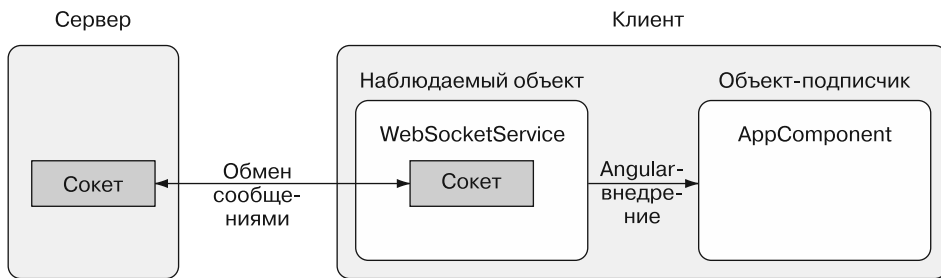 Сервер
Клиент
Наблюдаемый объект
Объект-подписчик
WebSocketService
AppComponent
Сокет
Обмен
сообще-
ниями
Сокет
Angular-
внедре-
ние